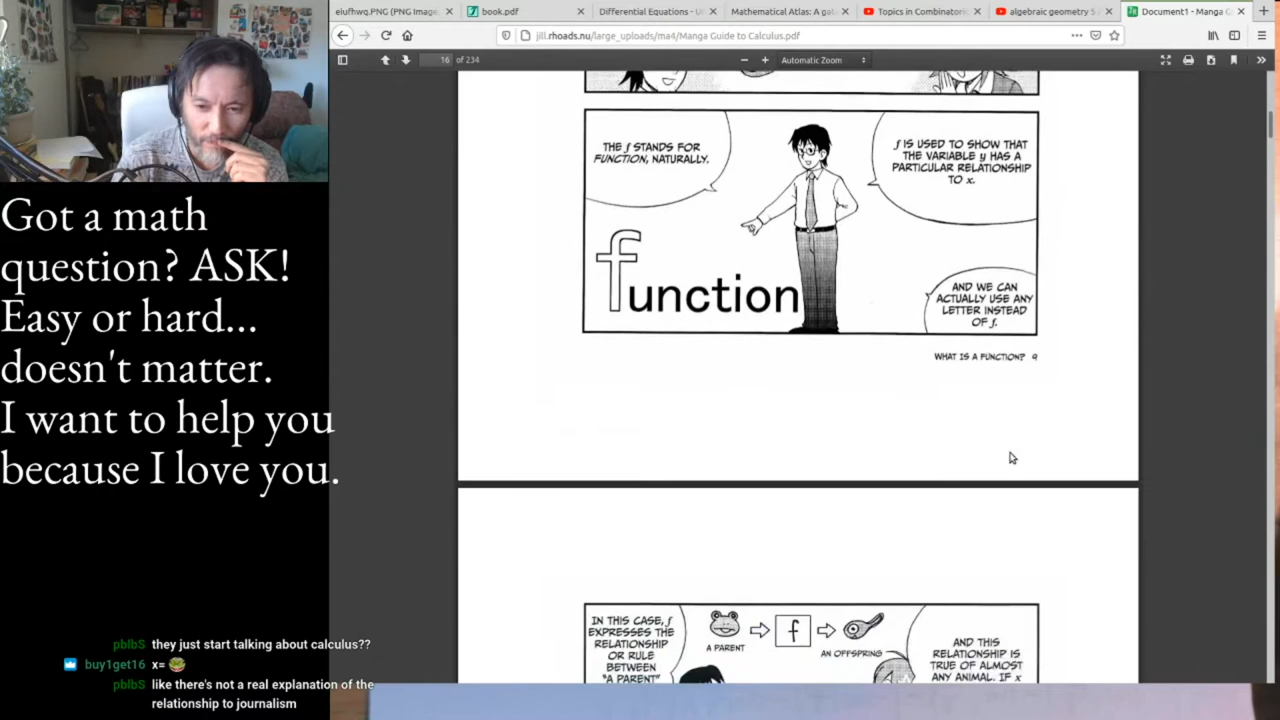 eiufhwq.PNG (PNG Image
book.pdf
Differential Equations - U
Mathematical Atlas: A gat
Topics in Combinatoric
algebraic geometry 5 A
Document1 - Manga G
jill.rhoads.nu/large_uploads/ma4/Manga Guide to Calculus.pdf
16 of 234
Automatic Zoom
THE f STANDS FOR
FUNCTION, NATURALLY.
f IS USED TO SHOW THAT
THE VARIABLE y HAS A
PARTICULAR RELATIONSHIP
TO x.
function
AND WE CAN
ACTUALLY USE ANY
LETTER INSTEAD
OF f.
WHAT IS A FUNCTION? 9
IN THIS CASE, f
EXPRESSES THE
RELATIONSHIP
OR RULE
BETWEEN
"A PARENT"
f
A PARENT
AN OFFSPRING
AND THIS
RELATIONSHIP IS
TRUE OF ALMOST
ANY ANIMAL. IF x
Got a math
question? ASK!
Easy or hard...
doesn't matter.
I want to help you
because I love you.
pblbS they just start talking about calculus??
buy1get16 x=
pblbS like there's not a real explanation of the
relationship to journalism